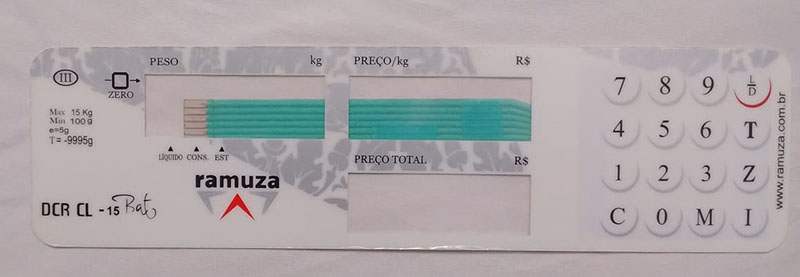 PESO kg
PREÇO/kg R$
III
ZERO
Max 15 Kg
Min 100 g
e=5g
T= -9995g
LÍQUIDO CONS. EST
PREÇO TOTAL R$
ramuza
DCR CL - 15 Bat
7 8 9 L/D
4 5 6 T
1 2 3 Z
C 0 M I
www.ramuza.com.br